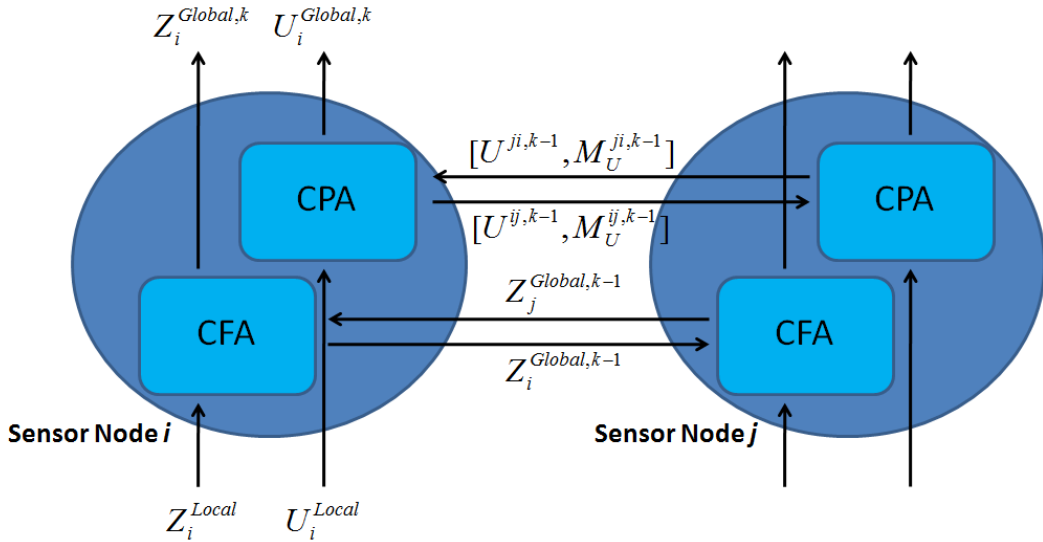 Z_i^{Global,k} U_i^{Global,k}
[U^{ji,k-1}, M_U^{ji,k-1}]
CPA CPA
[U^{ij,k-1}, M_U^{ij,k-1}]
Z_j^{Global,k-1}
CFA CFA
Z_i^{Global,k-1}
Sensor Node i Sensor Node j
Z_i^{Local} U_i^{Local}